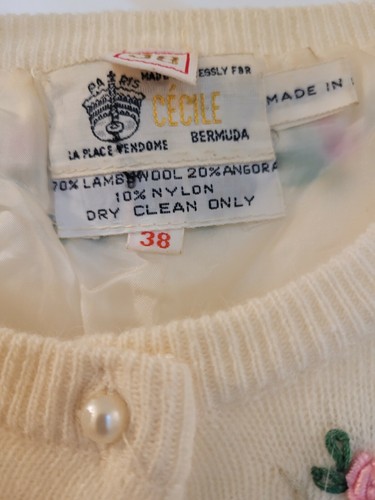 PARIS
MADE EXPRESSLY FOR
CÉCILE
LA PLACE VENDOME BERMUDA
MADE IN
70% LAMBSWOOL 20% ANGORA
10% NYLON
DRY CLEAN ONLY
38